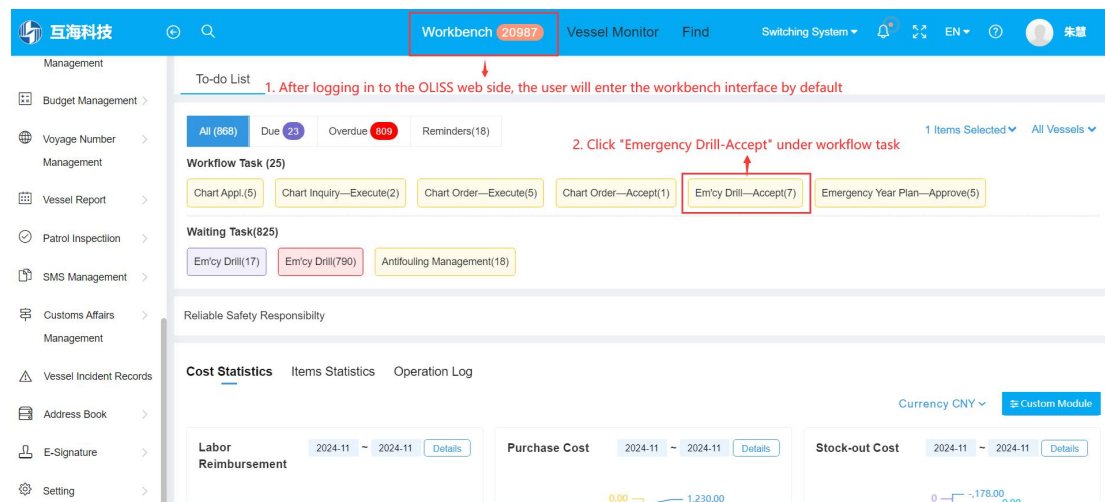 互海科技
Workbench 20987
Vessel Monitor
Find
Switching System
EN
朱慧
Management
Budget Management
Voyage Number
Management
Vessel Report
Patrol Inspectiion
SMS Management
Customs Affairs
Management
Vessel Incident Records
Address Book
E-Signature
Setting
To-do List
1. After logging in to the OLISS web side, the user will enter the workbench interface by default
All (868)
Due 23
Overdue 809
Reminders(18)
1 Items Selected
All Vessels
2. Click "Emergency Drill-Accept" under workflow task
Workflow Task (25)
Chart Appl.(5)
Chart Inquiry—Execute(2)
Chart Order—Execute(5)
Chart Order—Accept(1)
Em'cy Drill—Accept(7)
Emergency Year Plan—Approve(5)
Waiting Task(825)
Em'cy Drill(17)
Em'cy Drill(790)
Antifouling Management(18)
Reliable Safety Responsibilty
Cost Statistics
Items Statistics
Operation Log
Currency CNY
Custom Module
Labor
Reimbursement
2024-11 ~ 2024-11
Details
Purchase Cost
2024-11 ~ 2024-11
Details
Stock-out Cost
2024-11 ~ 2024-11
Details
0.00
1,230.00
0
-,178.00